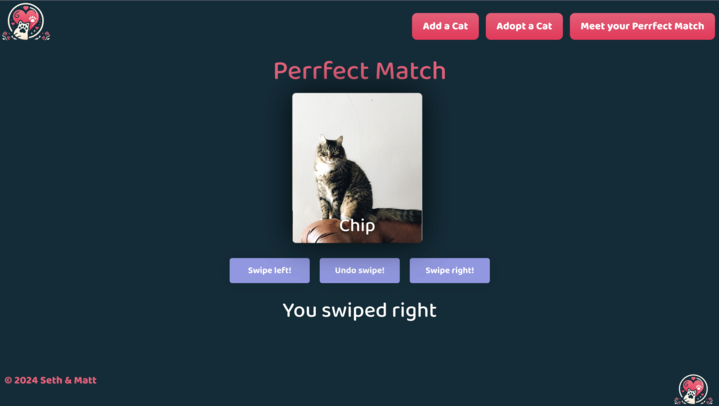 Add a Cat
Adopt a Cat
Meet your Perrfect Match
Perrfect Match
Chip
Swipe left!
Undo swipe!
Swipe right!
You swiped right
© 2024 Seth & Matt